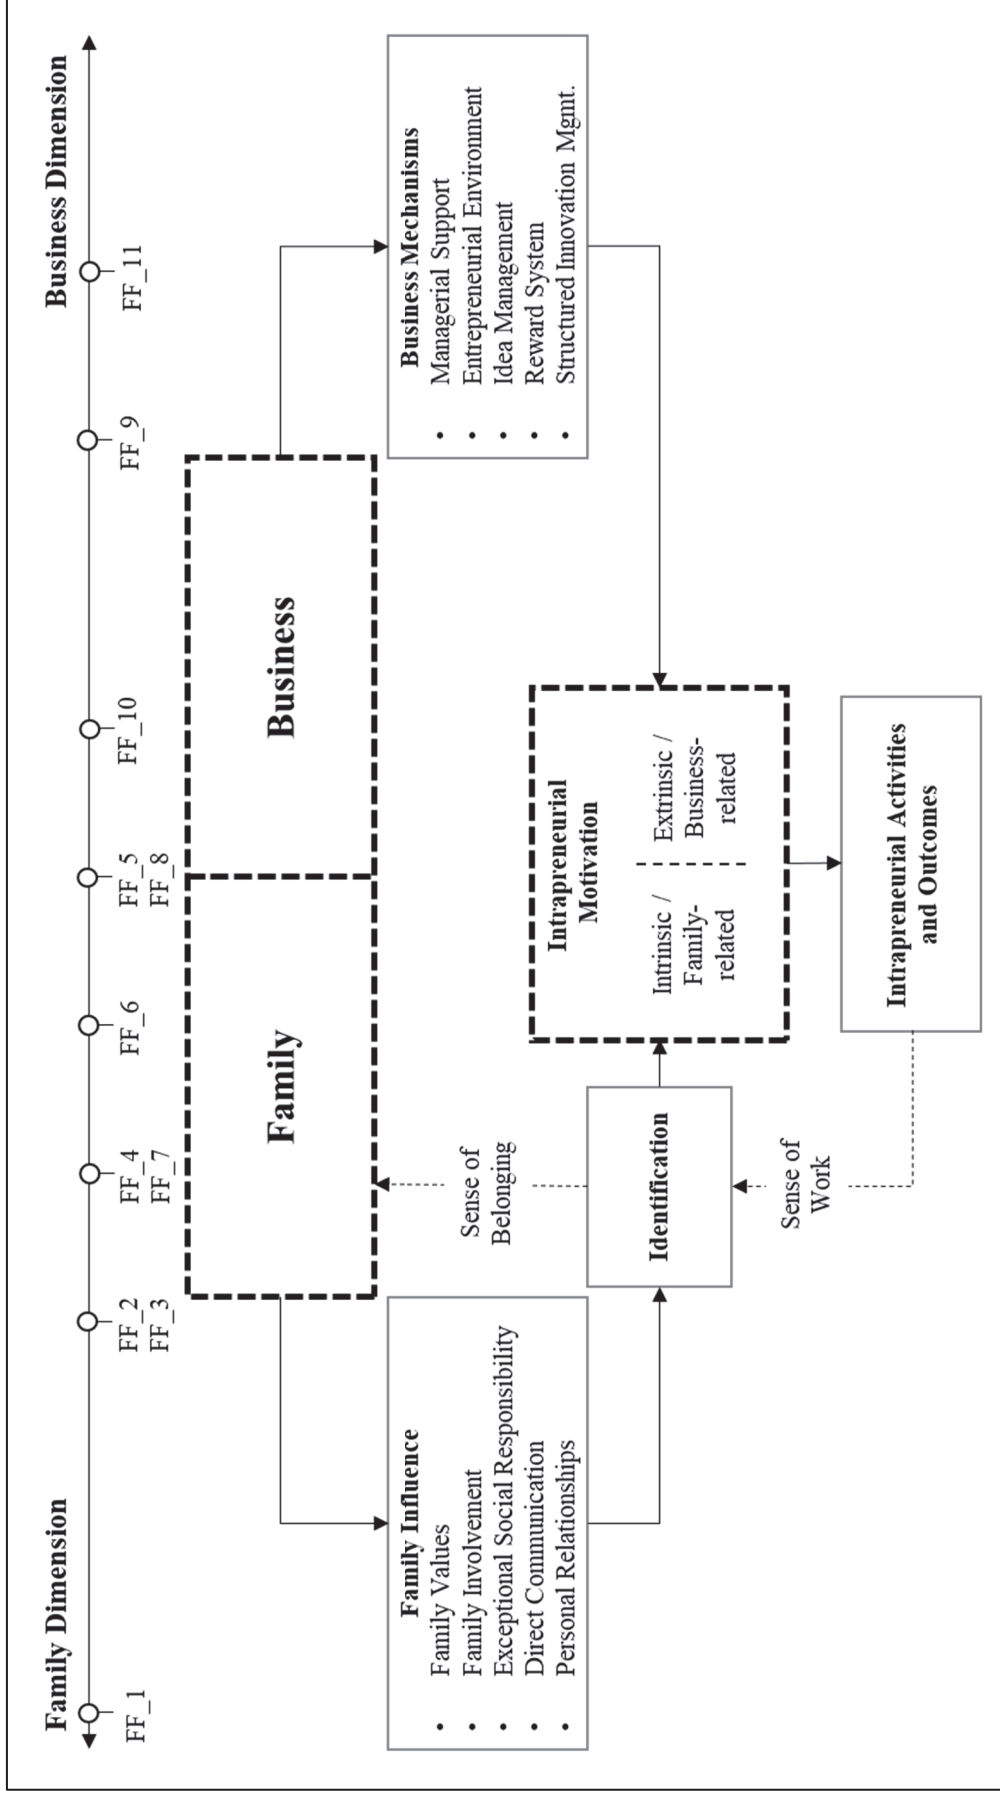 Family Dimension
Business Dimension
FF_1
FF_2
FF_3
FF_4
FF_7
FF_6
FF_5
FF_8
FF_10
FF_9
FF_11
Family
Business
Family Influence
• Family Values
• Family Involvement
• Exceptional Social Responsibility
• Direct Communication
• Personal Relationships
Business Mechanisms
• Managerial Support
• Entrepreneurial Environment
• Idea Management
• Reward System
• Structured Innovation Mgmt.
Sense of
Belonging
Identification
Intrapreneurial
Motivation
Intrinsic /
Family-
related
Extrinsic /
Business-
related
Sense of
Work
Intrapreneurial Activities
and Outcomes